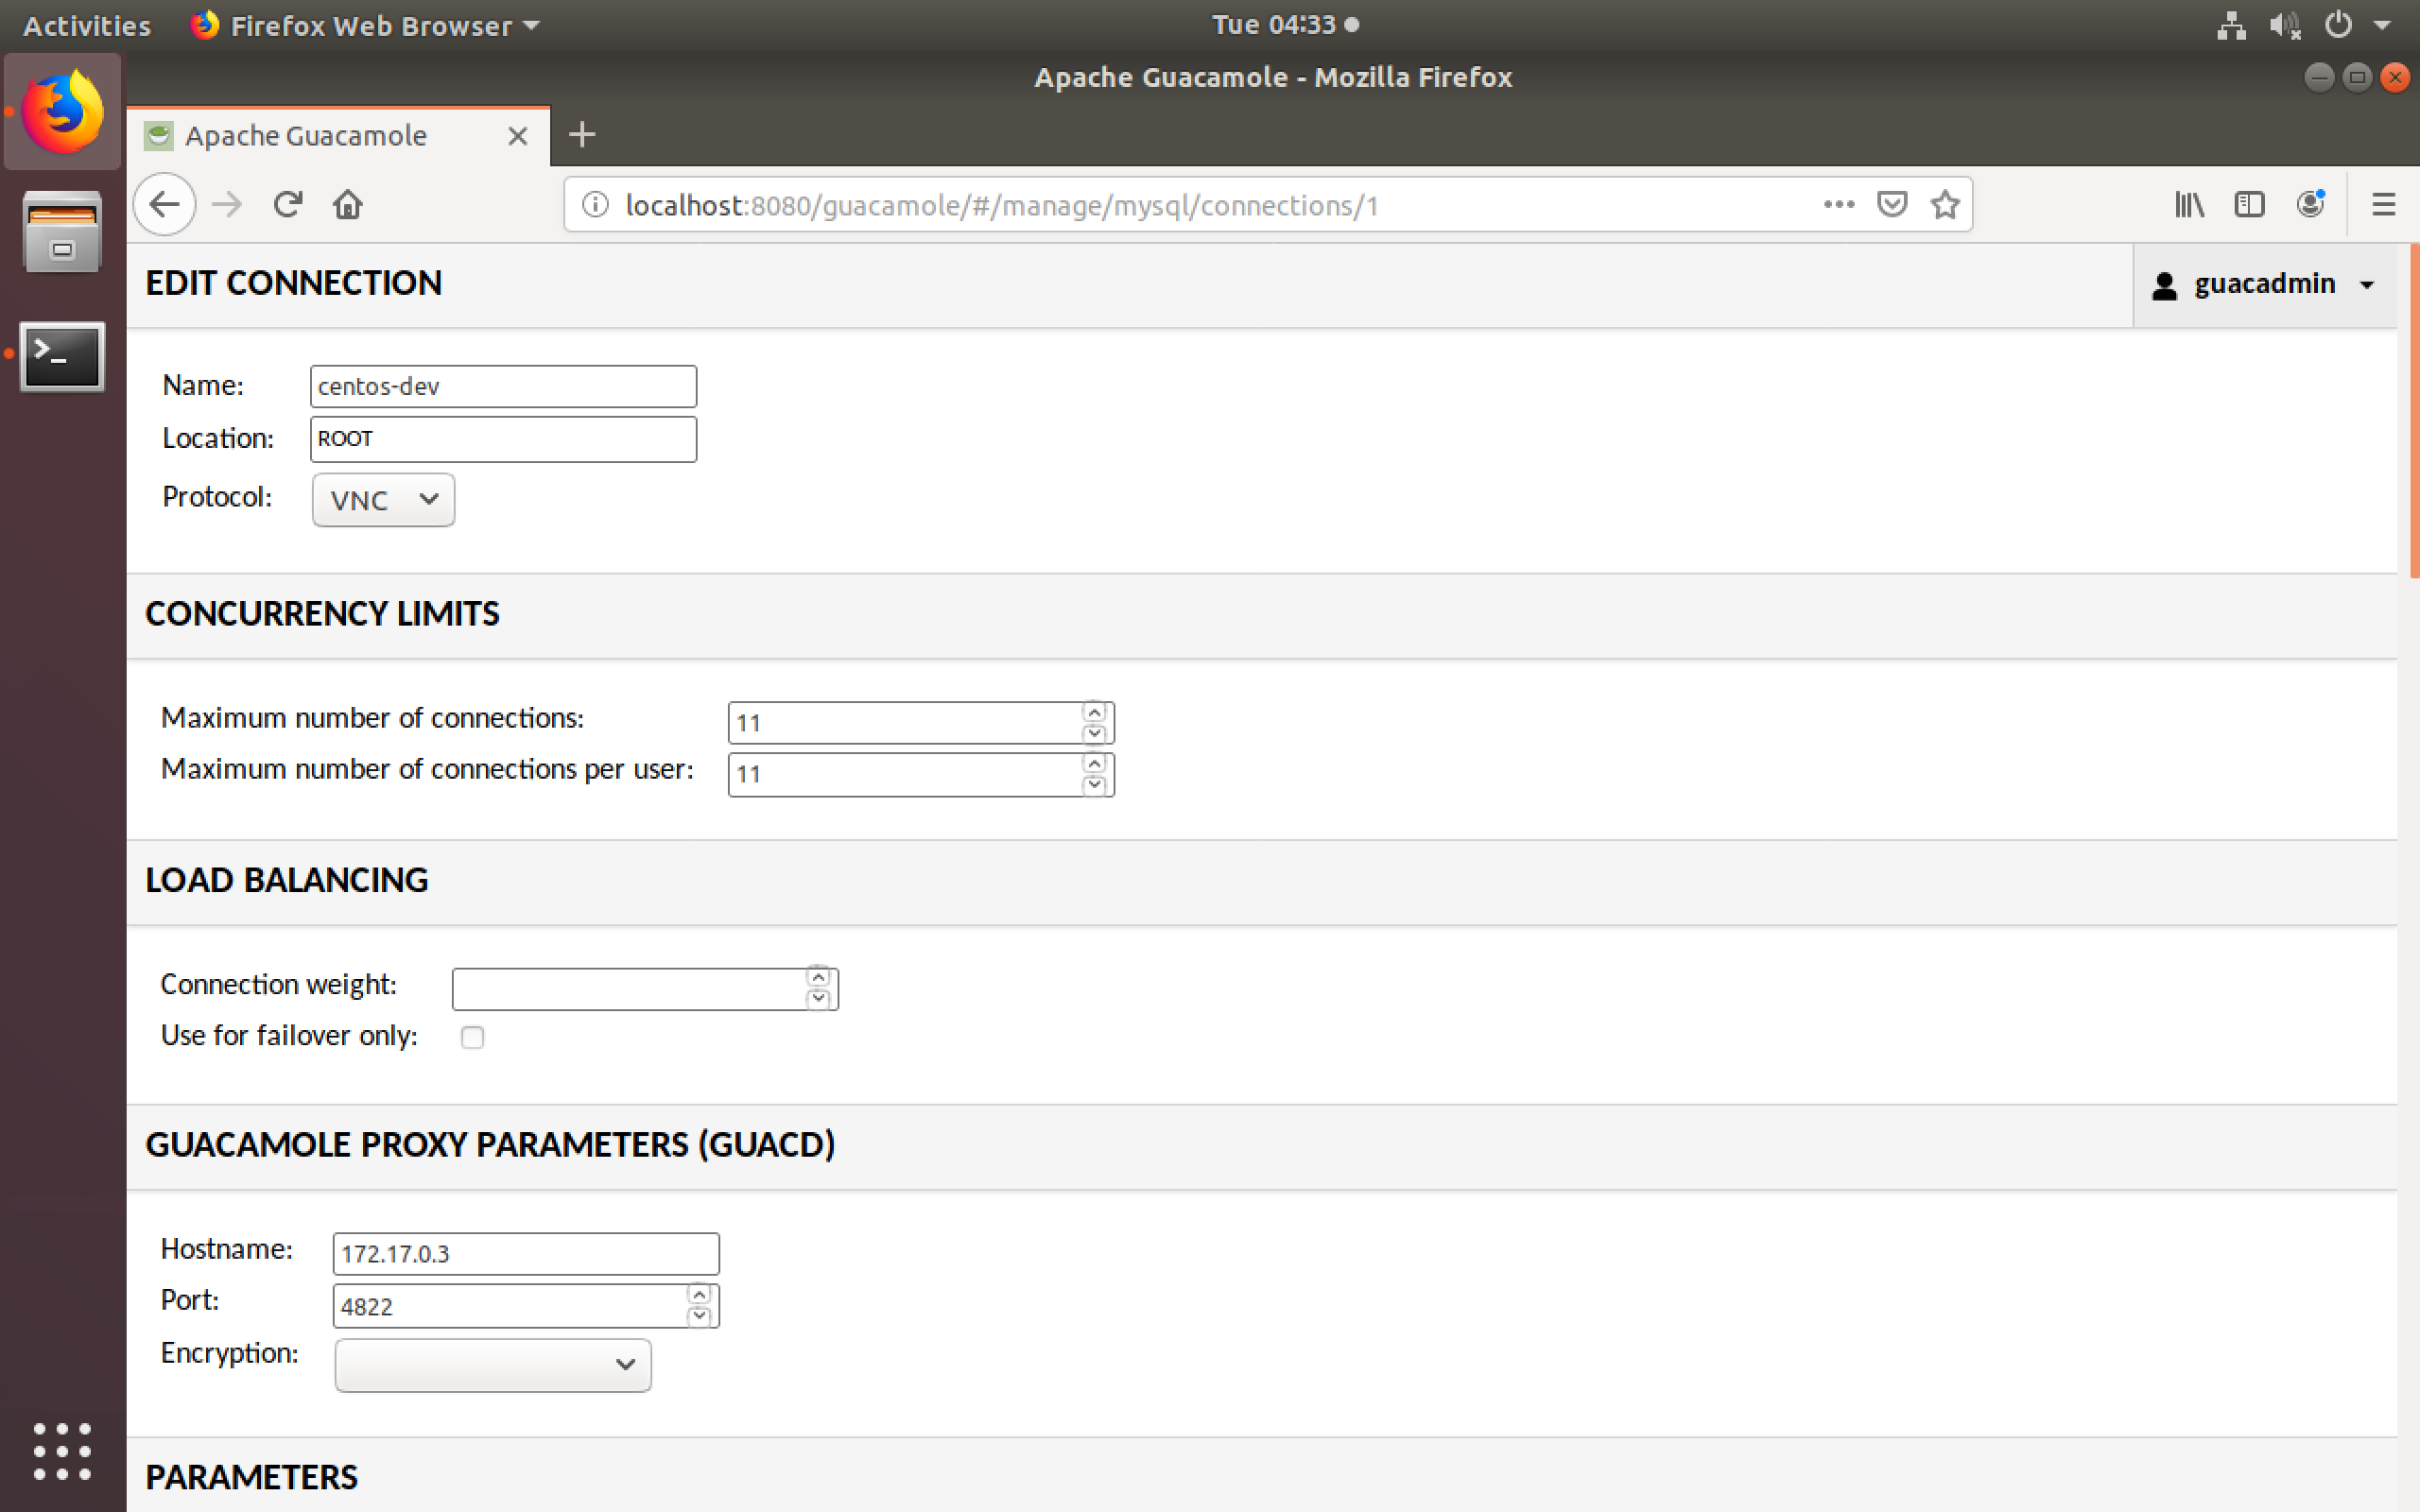 Activities Firefox Web Browser Tue 04:33
Apache Guacamole - Mozilla Firefox
Apache Guacamole
localhost:8080/guacamole/#/manage/mysql/connections/1
EDIT CONNECTION guacadmin
Name: centos-dev
Location: ROOT
Protocol: VNC
CONCURRENCY LIMITS
Maximum number of connections: 11
Maximum number of connections per user: 11
LOAD BALANCING
Connection weight:
Use for failover only:
GUACAMOLE PROXY PARAMETERS (GUACD)
Hostname: 172.17.0.3
Port: 4822
Encryption:
PARAMETERS